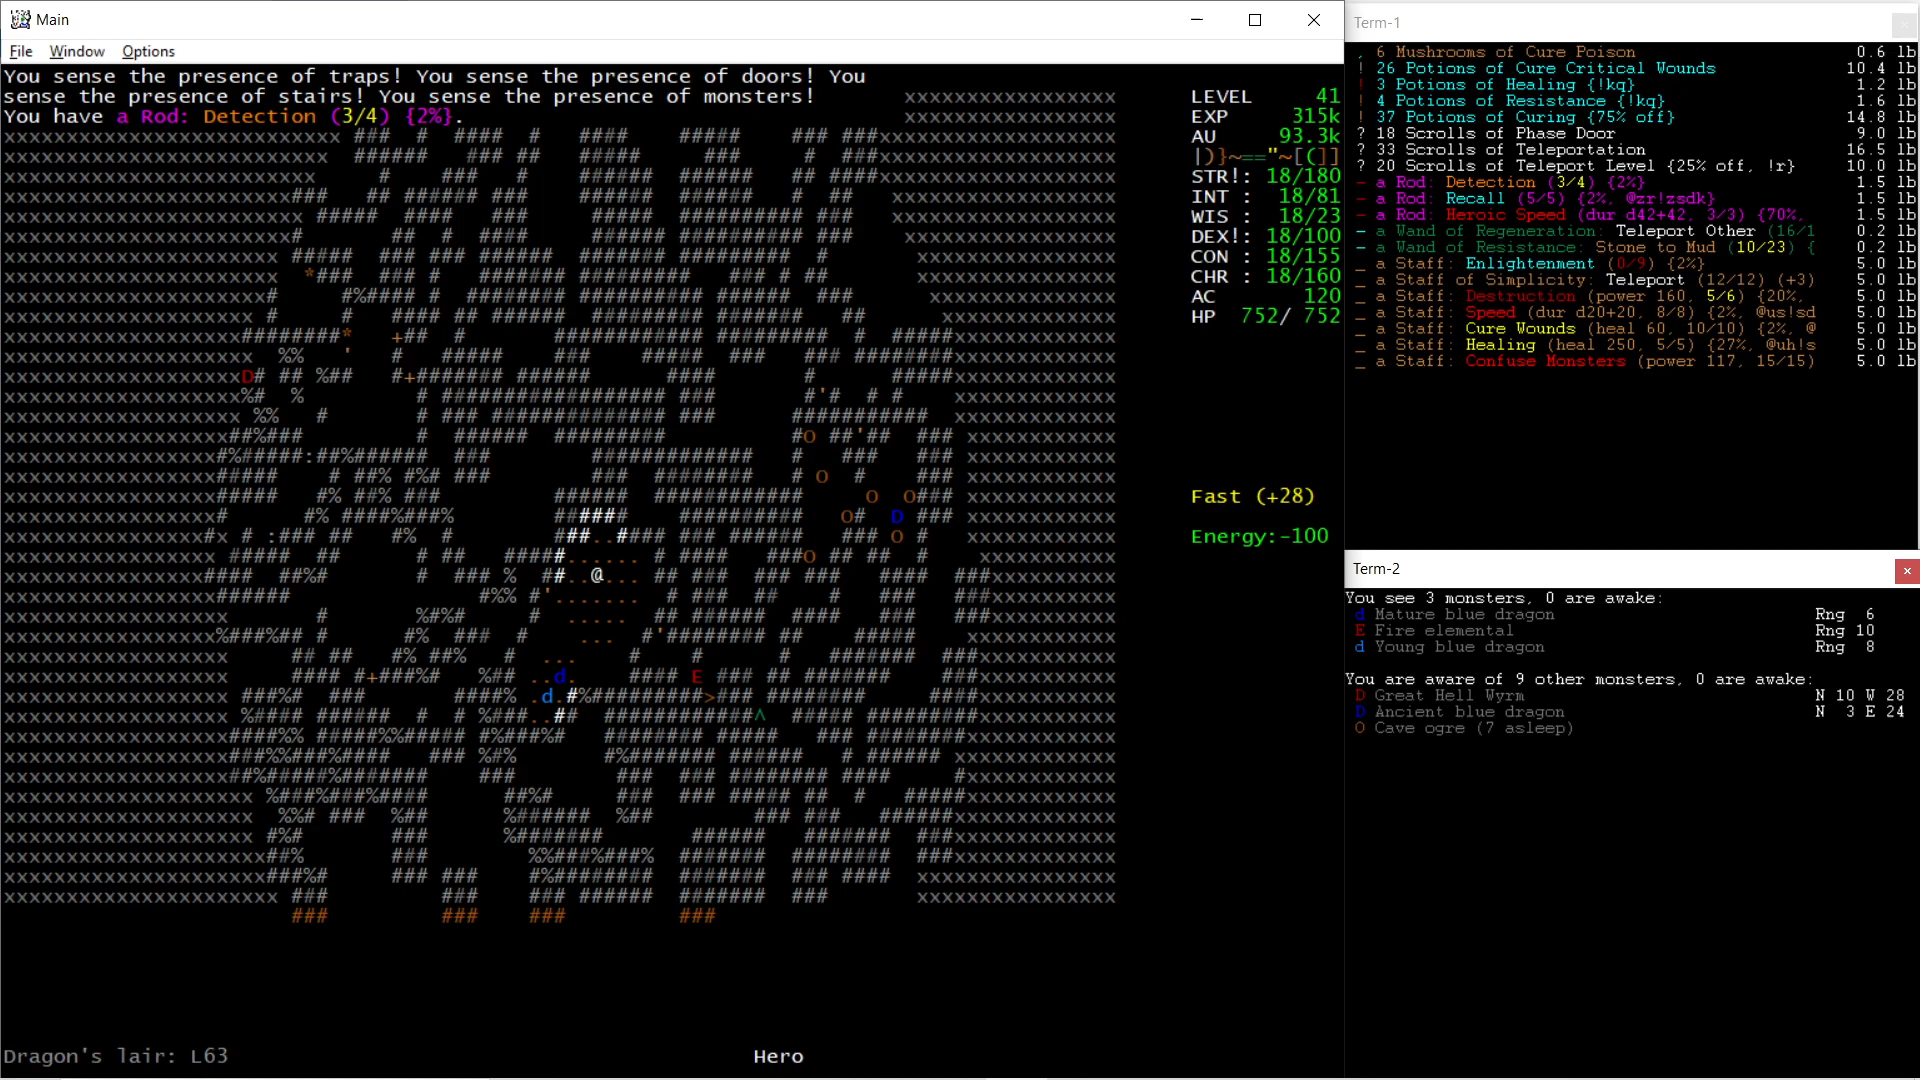 Main
File Window Options
You sense the presence of traps! You sense the presence of doors! You
sense the presence of stairs! You sense the presence of monsters!
You have a Rod: Detection (3/4) {2%}.
LEVEL 41
EXP 315k
AU 93.3k
|)}~=="~[(]]
STR!: 18/180
INT : 18/81
WIS : 18/23
DEX!: 18/100
CON : 18/155
CHR : 18/160
AC 120
HP 752/ 752
Fast (+28)
Energy:-100
Dragon's lair: L63
Hero
Term-1
, 6 Mushrooms of Cure Poison 0.6 lb
! 26 Potions of Cure Critical Wounds 10.4 lb
! 3 Potions of Healing {!kq} 1.2 lb
! 4 Potions of Resistance {!kq} 1.6 lb
! 37 Potions of Curing {75% off} 14.8 lb
? 18 Scrolls of Phase Door 9.0 lb
? 33 Scrolls of Teleportation 16.5 lb
? 20 Scrolls of Teleport Level {25% off, !r} 10.0 lb
- a Rod: Detection (3/4) {2%} 1.5 lb
- a Rod: Recall (5/5) {2%, @zr!zsdk} 1.5 lb
- a Rod: Heroic Speed (dur d42+42, 3/3) {70%, 1.5 lb
- a Wand of Regeneration: Teleport Other (16/1 0.2 lb
- a Wand of Resistance: Stone to Mud (10/23) { 0.2 lb
_ a Staff: Enlightenment (0/9) {2%} 5.0 lb
_ a Staff of Simplicity: Teleport (12/12) (+3) 5.0 lb
_ a Staff: Destruction (power 160, 5/6) {20%, 5.0 lb
_ a Staff: Speed (dur d20+20, 8/8) {2%, @us!sd 5.0 lb
_ a Staff: Cure Wounds (heal 60, 10/10) {2%, @ 5.0 lb
_ a Staff: Healing (heal 250, 5/5) {27%, @uh!s 5.0 lb
_ a Staff: Confuse Monsters (power 117, 15/15) 5.0 lb
Term-2
You see 3 monsters, 0 are awake:
d Mature blue dragon Rng 6
E Fire elemental Rng 10
d Young blue dragon Rng 8
You are aware of 9 other monsters, 0 are awake:
D Great Hell Wyrm N 10 W 28
D Ancient blue dragon N 3 E 24
O Cave ogre (7 asleep)